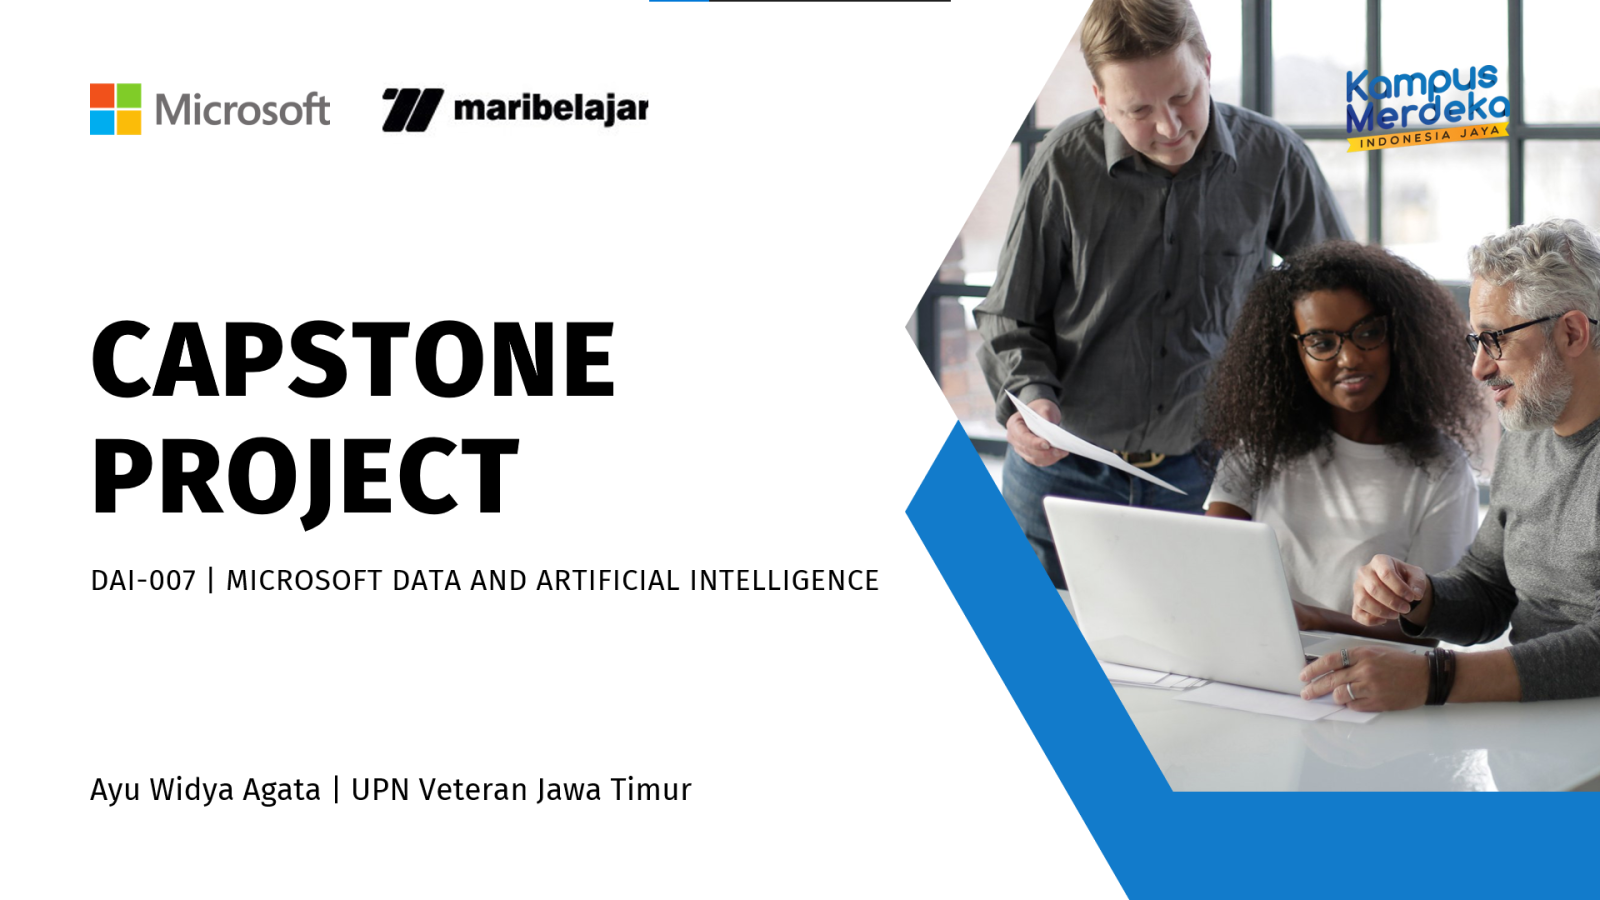 Microsoft
maribelajar
Kampus
Merdeka
INDONESIA JAYA
CAPSTONE
PROJECT
DAI-007 | MICROSOFT DATA AND ARTIFICIAL INTELLIGENCE
Ayu Widya Agata | UPN Veteran Jawa Timur